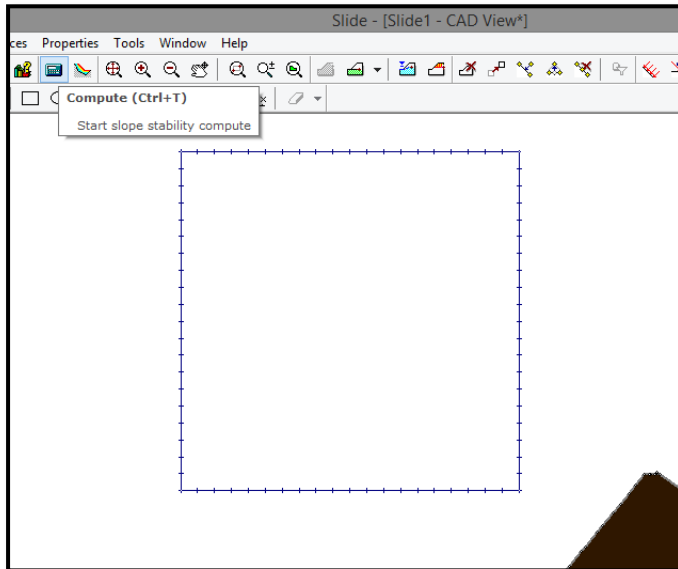 Slide - [Slide1 - CAD View*]
ces Properties Tools Window Help
Compute (Ctrl+T)
Start slope stability compute